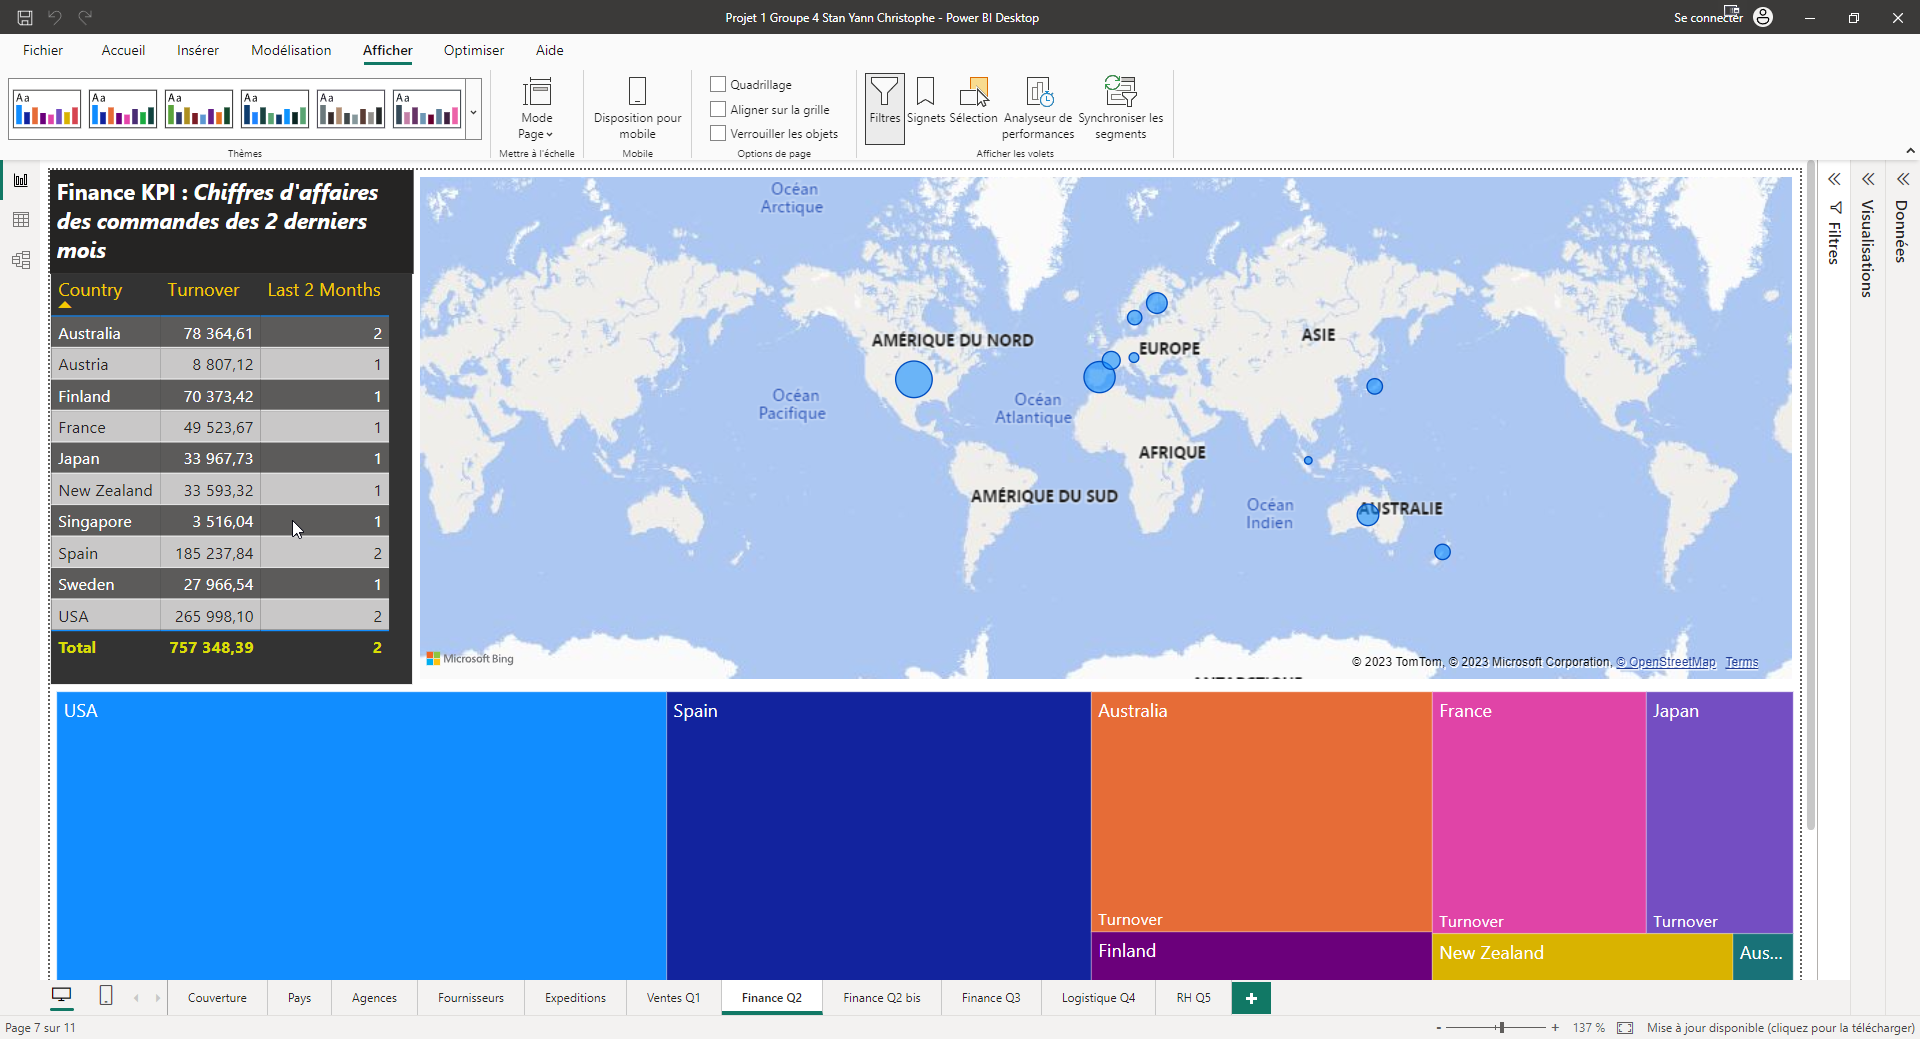 Projet 1 Groupe 4 Stan Yann Christophe - Power BI Desktop
Se connecter
Fichier
Accueil
Insérer
Modélisation
Afficher
Optimiser
Aide
Aa
Aa
Aa
Aa
Aa
Aa
Thèmes
Mode
Page
Mettre à l'échelle
Disposition pour
mobile
Mobile
Quadrillage
Aligner sur la grille
Verrouiller les objets
Options de page
Filtres
Signets
Sélection
Analyseur de
performances
Synchroniser les
segments
Afficher les volets
Finance KPI : Chiffres d'affaires
des commandes des 2 derniers
mois
Country Turnover Last 2 Months
Australia 78 364,61 2
Austria 8 807,12 1
Finland 70 373,42 1
France 49 523,67 1
Japan 33 967,73 1
New Zealand 33 593,32 1
Singapore 3 516,04 1
Spain 185 237,84 2
Sweden 27 966,54 1
USA 265 998,10 2
Total 757 348,39 2
Océan
Arctique
AMÉRIQUE DU NORD
EUROPE
ASIE
Océan
Pacifique
Océan
Atlantique
AFRIQUE
AMÉRIQUE DU SUD
Océan
Indien
AUSTRALIE
Microsoft Bing
© 2023 TomTom, © 2023 Microsoft Corporation, © OpenStreetMap Terms
Filtres
Visualisations
Données
USA
Spain
Australia
Turnover
France
Turnover
Japan
Turnover
Finland
New Zealand
Aus...
Couverture
Pays
Agences
Fournisseurs
Expeditions
Ventes Q1
Finance Q2
Finance Q2 bis
Finance Q3
Logistique Q4
RH Q5
+
Page 7 sur 11
- + 137 %
Mise à jour disponible (cliquez pour la télécharger)